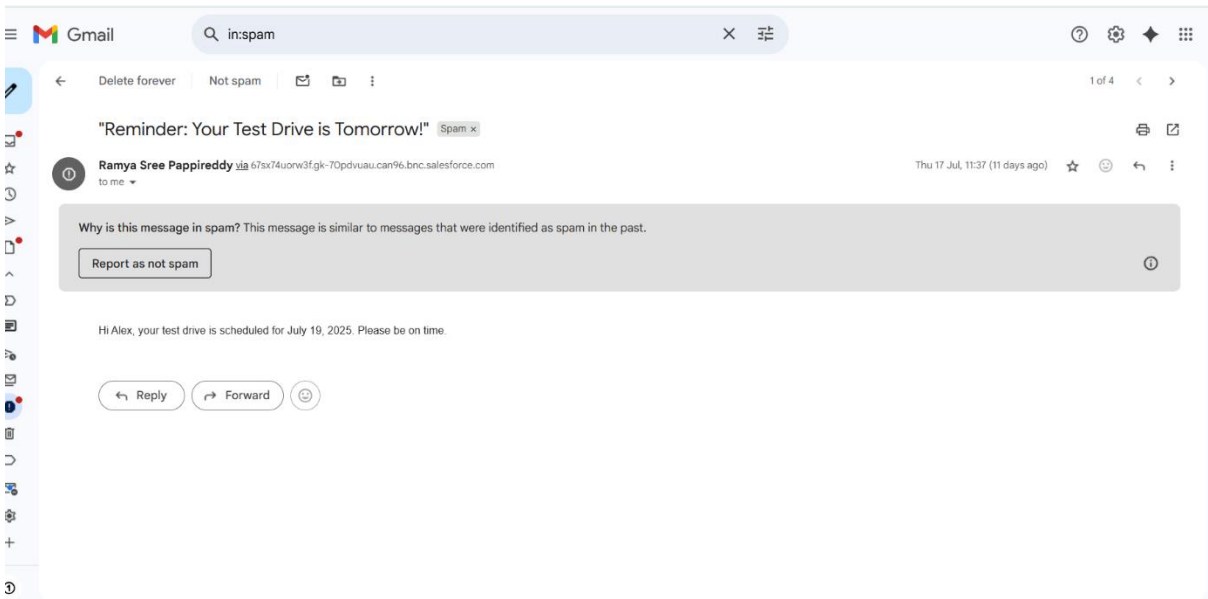 Gmail
in:spam
Delete forever Not spam
1 of 4
"Reminder: Your Test Drive is Tomorrow!" Spam ×
Ramya Sree Pappireddy via 67sx74uorw3f.gk-70pdvuau.can96.bnc.salesforce.com
Thu 17 Jul, 11:37 (11 days ago)
to me
Why is this message in spam? This message is similar to messages that were identified as spam in the past.
Report as not spam
Hi Alex, your test drive is scheduled for July 19, 2025. Please be on time.
Reply Forward